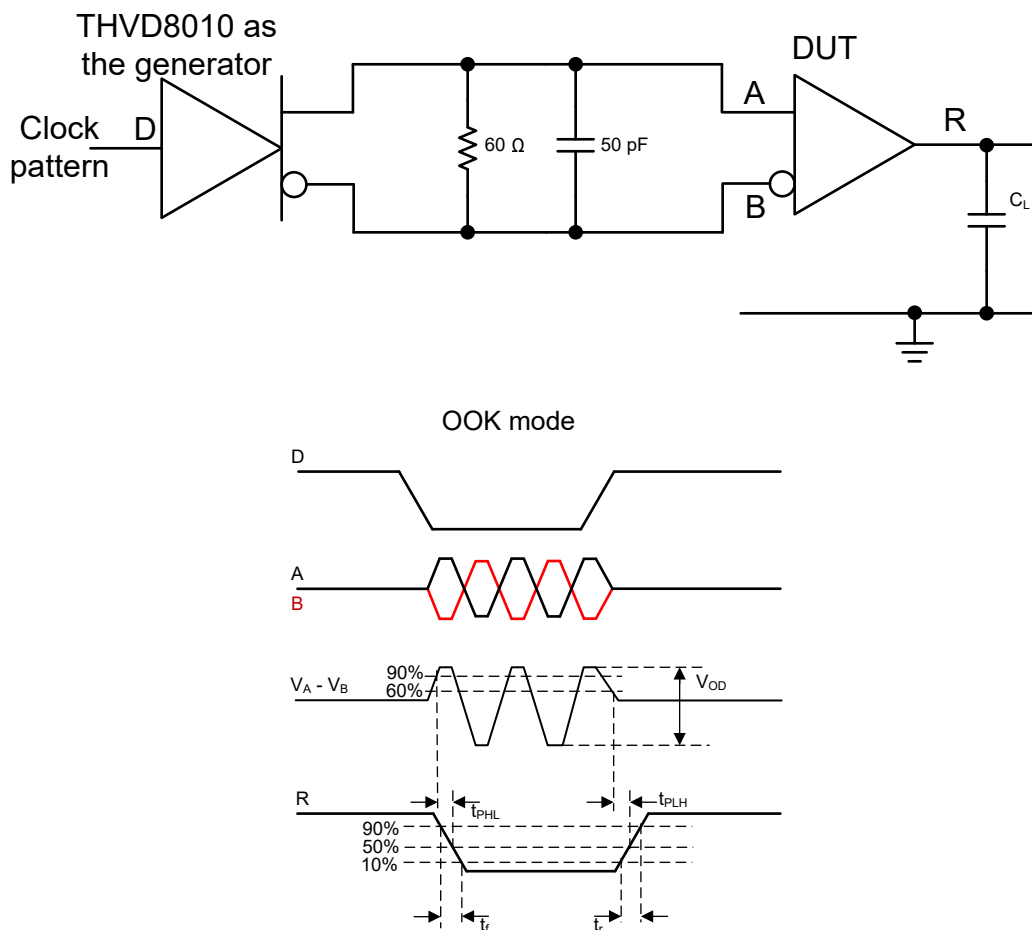 THVD8010 as
the generator
DUT
Clock
pattern
D
60 Ω
50 pF
A
B
R
CL
OOK mode
D
A
B
VA - VB
90%
60%
VOD
R
tPHL
tPLH
90%
50%
10%
tf
tr